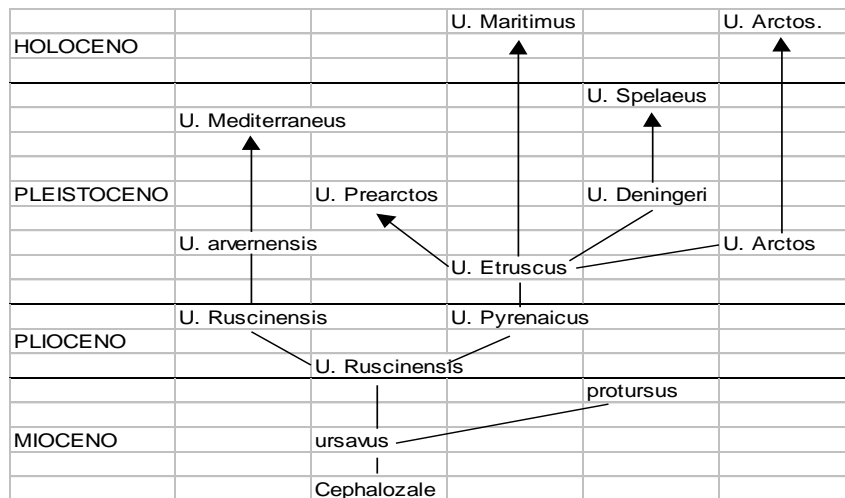 U. Maritimus U. Arctos.
HOLOCENO
U. Spelaeus
U. Mediterraneus
PLEISTOCENO U. Prearctos U. Deningeri
U. arvernensis U. Arctos
U. Etruscus
U. Ruscinensis U. Pyrenaicus
PLIOCENO
U. Ruscinensis
protursus
MIOCENO ursavus
Cephalozale